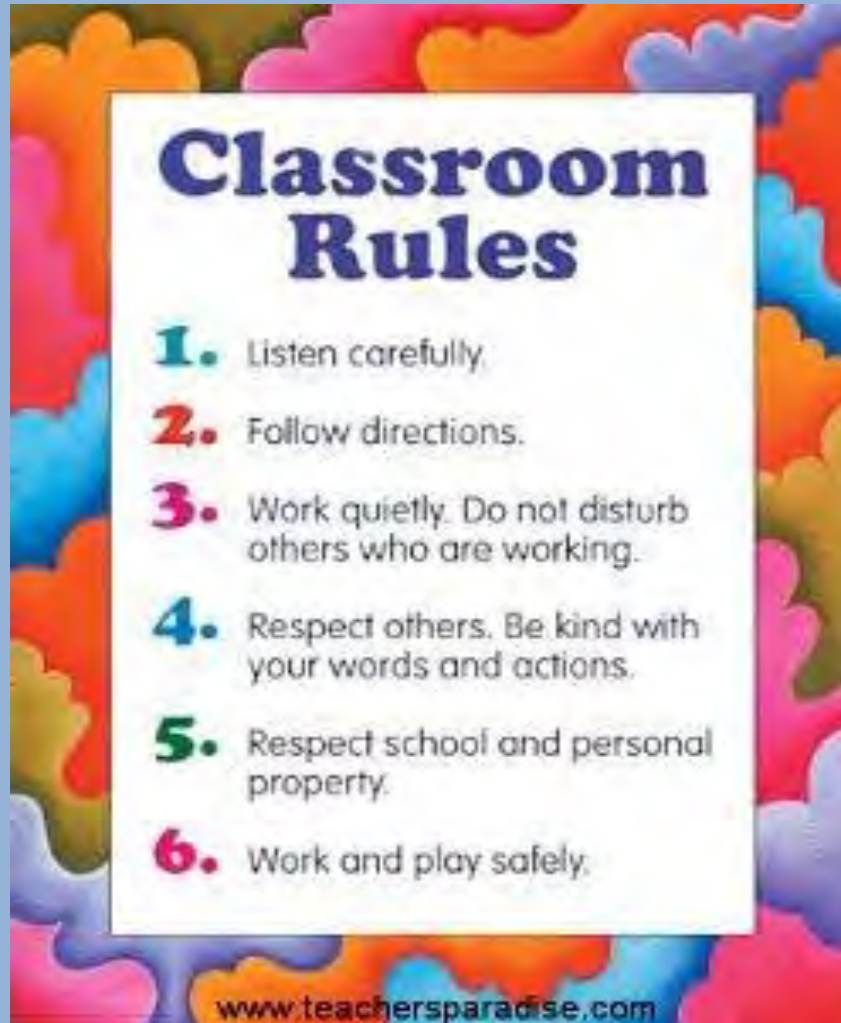 Classroom
Rules
1. Listen carefully.
2. Follow directions.
3. Work quietly. Do not disturb
others who are working.
4. Respect others. Be kind with
your words and actions.
5. Respect school and personal
property.
6. Work and play safely.
www.teachersparadise.com